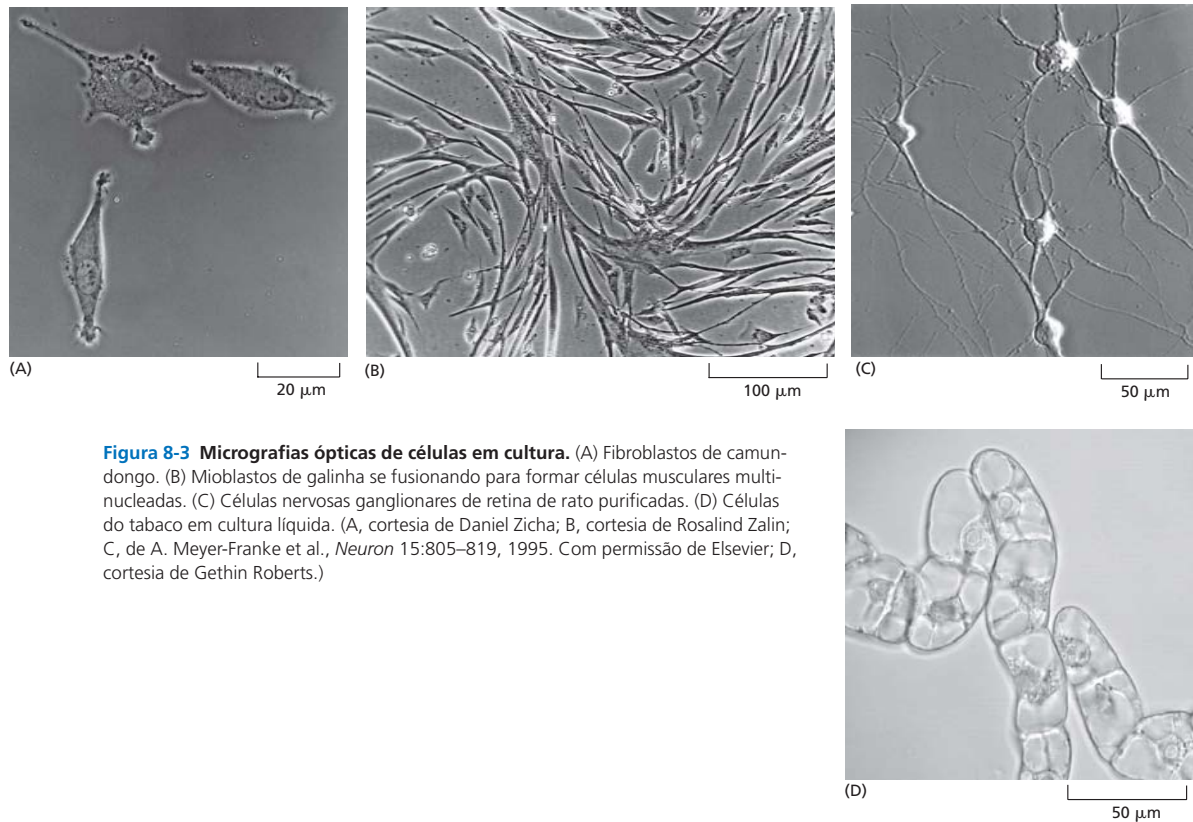 (A)
20 μm
(B)
100 μm
(C)
50 μm
Figura 8-3 Micrografias ópticas de células em cultura. (A) Fibroblastos de camun-
dongo. (B) Mioblastos de galinha se fusionando para formar células musculares multi-
nucleadas. (C) Células nervosas ganglionares de retina de rato purificadas. (D) Células
do tabaco em cultura líquida. (A, cortesia de Daniel Zicha; B, cortesia de Rosalind Zalin;
C, de A. Meyer-Franke et al., Neuron 15:805–819, 1995. Com permissão de Elsevier; D,
cortesia de Gethin Roberts.)
(D)
50 μm